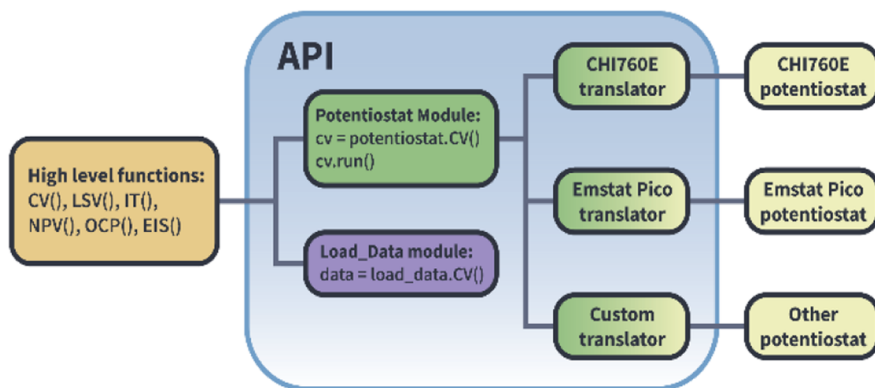 API
High level functions:
CV(), LSV(), IT(),
NPV(), OCP(), EIS()
Potentiostat Module:
cv = potentiostat.CV()
cv.run()
Load_Data module:
data = load_data.CV()
CHI760E
translator
CHI760E
potentiostat
Emstat Pico
translator
Emstat Pico
potentiostat
Custom
translator
Other
potentiostat